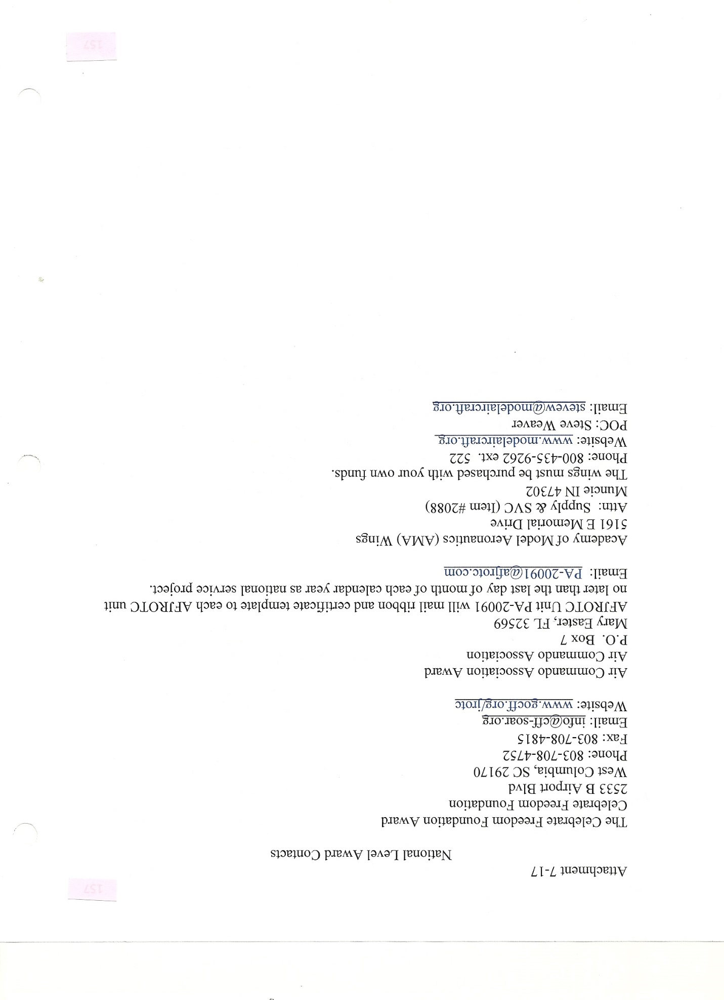 157
Attachment 7-17
National Level Award Contacts
The Celebrate Freedom Foundation Award
Celebrate Freedom Foundation
2533 B Airport Blvd
West Columbia, SC 29170
Phone: 803-708-4752
Fax: 803-708-4815
Email: info@cff-soar.org
Website: www.gocff.org/jrotc
Air Commando Association Award
Air Commando Association
P.O.  Box 7
Mary Easter, FL 32569
AFJROTC Unit PA-20091 will mail ribbon and certificate template to each AFJROTC unit
no later than the last day of month of each calendar year as national service project.
Email:  PA-20091@afjrotc.com
Academy of Model Aeronautics (AMA) Wings
5161 E Memorial Drive
Attn:  Supply & SVC (Item #2088)
Muncie IN 47302
The wings must be purchased with your own funds.
Phone: 800-435-9262 ext.  522
Website: www.modelaircraft.org
POC: Steve Weaver
Email: stevew@modelaircraft.org
157